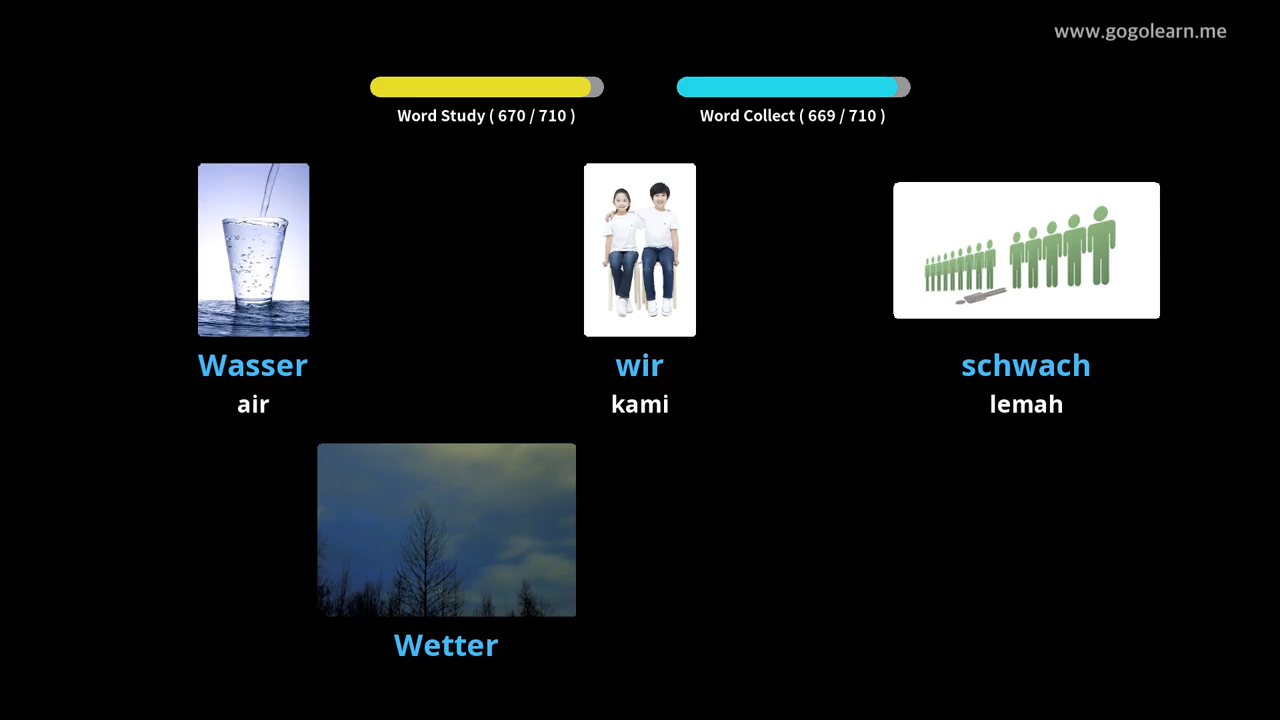 www.gogolearn.me
Word Study ( 670 / 710 )
Word Collect ( 669 / 710 )
Wasser
air
wir
kami
schwach
lemah
Wetter